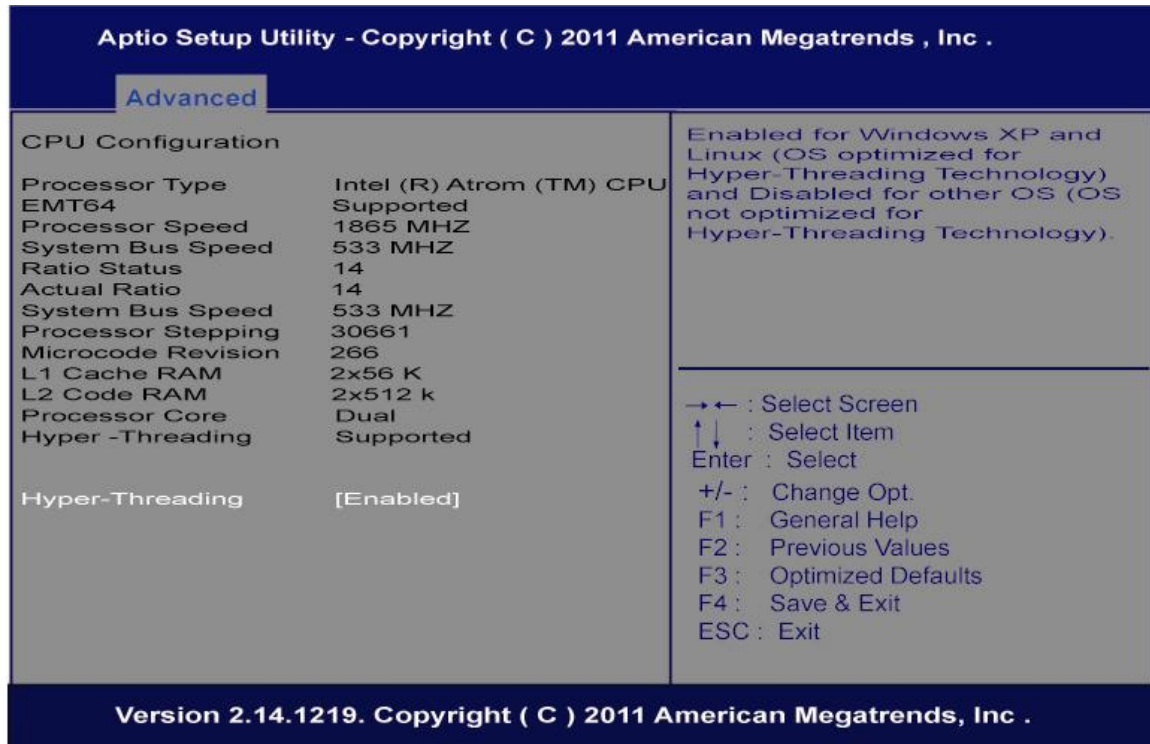 Aptio Setup Utility - Copyright ( C ) 2011 American Megatrends , Inc .
Advanced
CPU Configuration
Processor Type Intel (R) Atrom (TM) CPU
EMT64 Supported
Processor Speed 1865 MHZ
System Bus Speed 533 MHZ
Ratio Status 14
Actual Ratio 14
System Bus Speed 533 MHZ
Processor Stepping 30661
Microcode Revision 266
L1 Cache RAM 2x56 K
L2 Code RAM 2x512 k
Processor Core Dual
Hyper -Threading Supported
Hyper-Threading [Enabled]
Enabled for Windows XP and
Linux (OS optimized for
Hyper-Threading Technology)
and Disabled for other OS (OS
not optimized for
Hyper-Threading Technology).
→← : Select Screen
↑↓ : Select Item
Enter : Select
+/- : Change Opt.
F1 : General Help
F2 : Previous Values
F3 : Optimized Defaults
F4 : Save & Exit
ESC : Exit
Version 2.14.1219. Copyright ( C ) 2011 American Megatrends, Inc .